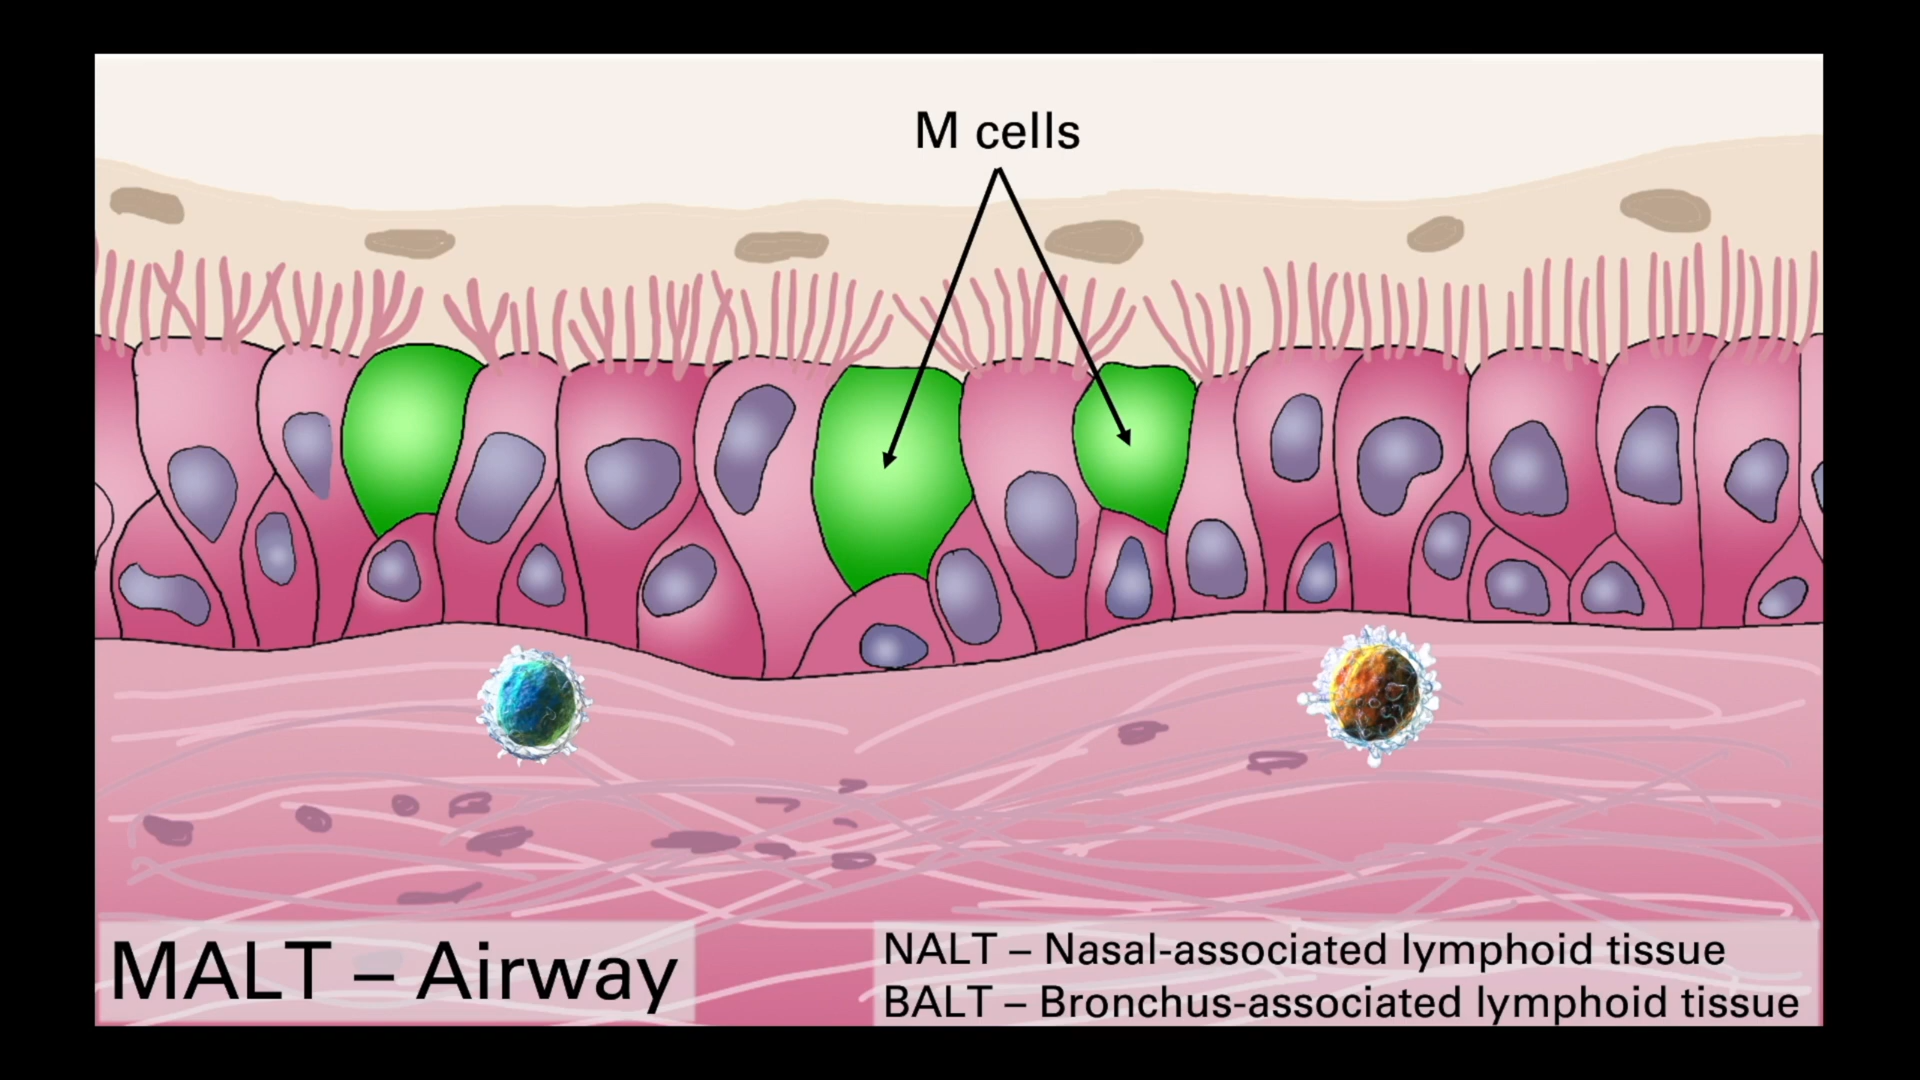 M cells
MALT – Airway
NALT – Nasal-associated lymphoid tissue
BALT – Bronchus-associated lymphoid tissue